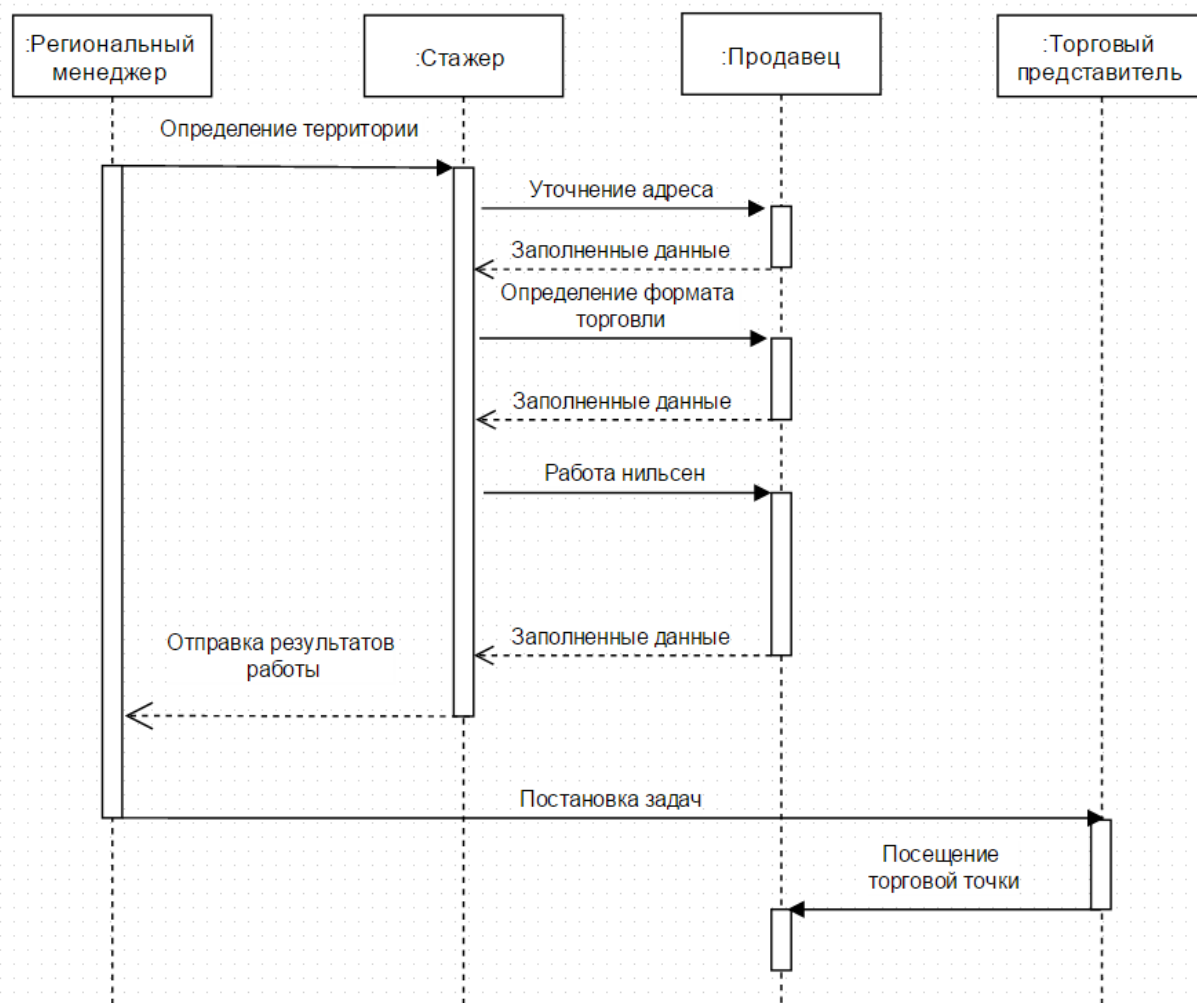 :Региональный
менеджер
:Стажер
:Продавец
:Торговый
представитель
Определение территории
Уточнение адреса
Заполненные данные
Определение формата
торговли
Заполненные данные
Работа нильсен
Заполненные данные
Отправка результатов
работы
Постановка задач
Посещение
торговой точки